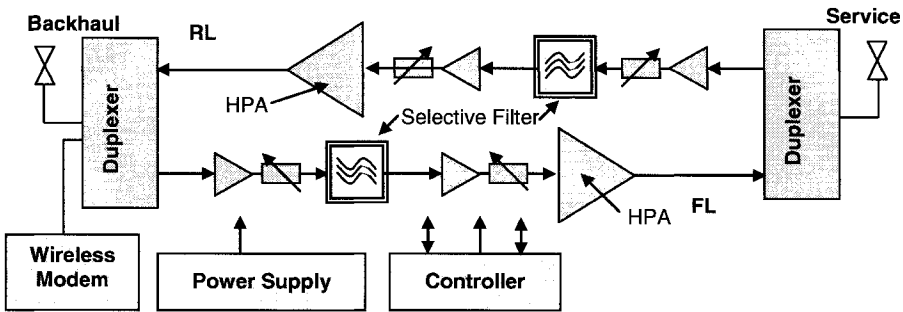 Backhaul
RL
Service
HPA
Selective Filter
Duplexer
Duplexer
HPA
FL
Wireless
Modem
Power Supply
Controller